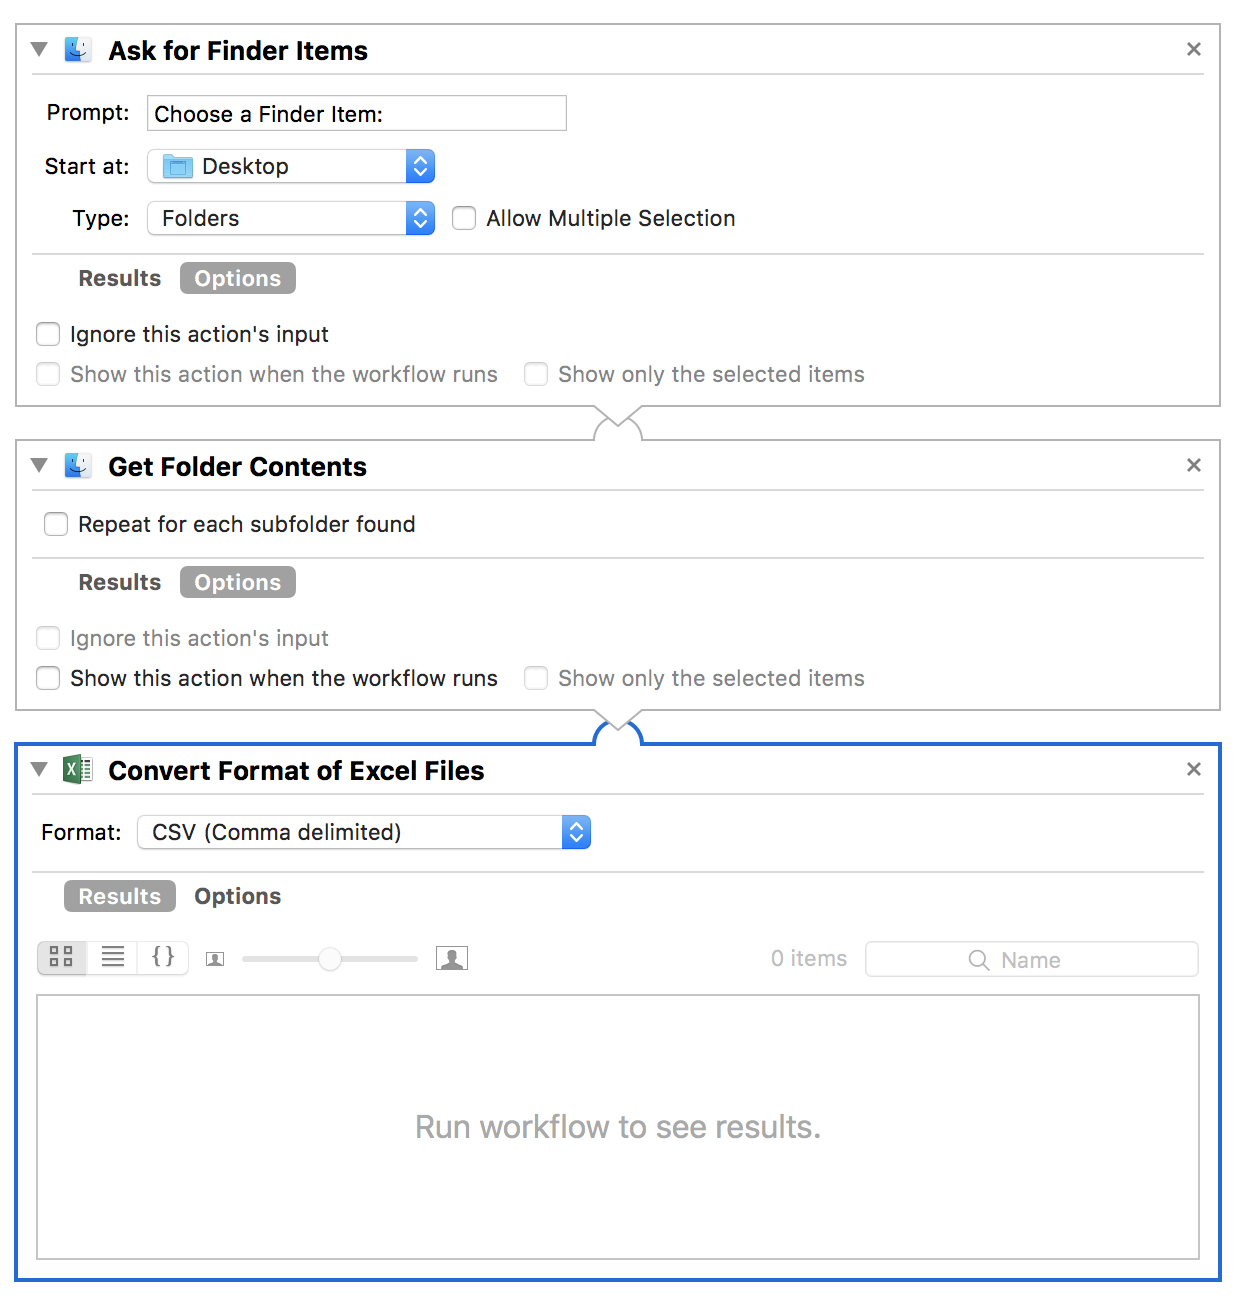 Ask for Finder Items
Prompt: Choose a Finder Item:
Start at: Desktop
Type: Folders Allow Multiple Selection
Results Options
Ignore this action's input
Show this action when the workflow runs Show only the selected items
Get Folder Contents
Repeat for each subfolder found
Results Options
Ignore this action's input
Show this action when the workflow runs Show only the selected items
Convert Format of Excel Files
Format: CSV (Comma delimited)
Results Options
0 items Name
Run workflow to see results.